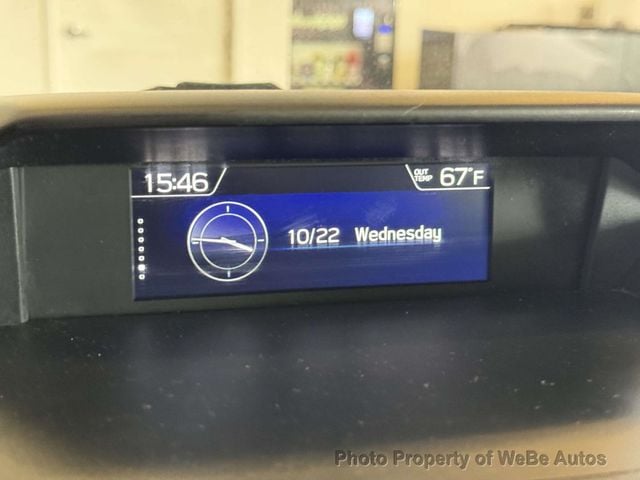 15:46
OUT TEMP 67°F
10/22 Wednesday
Photo Property of WeBe Autos